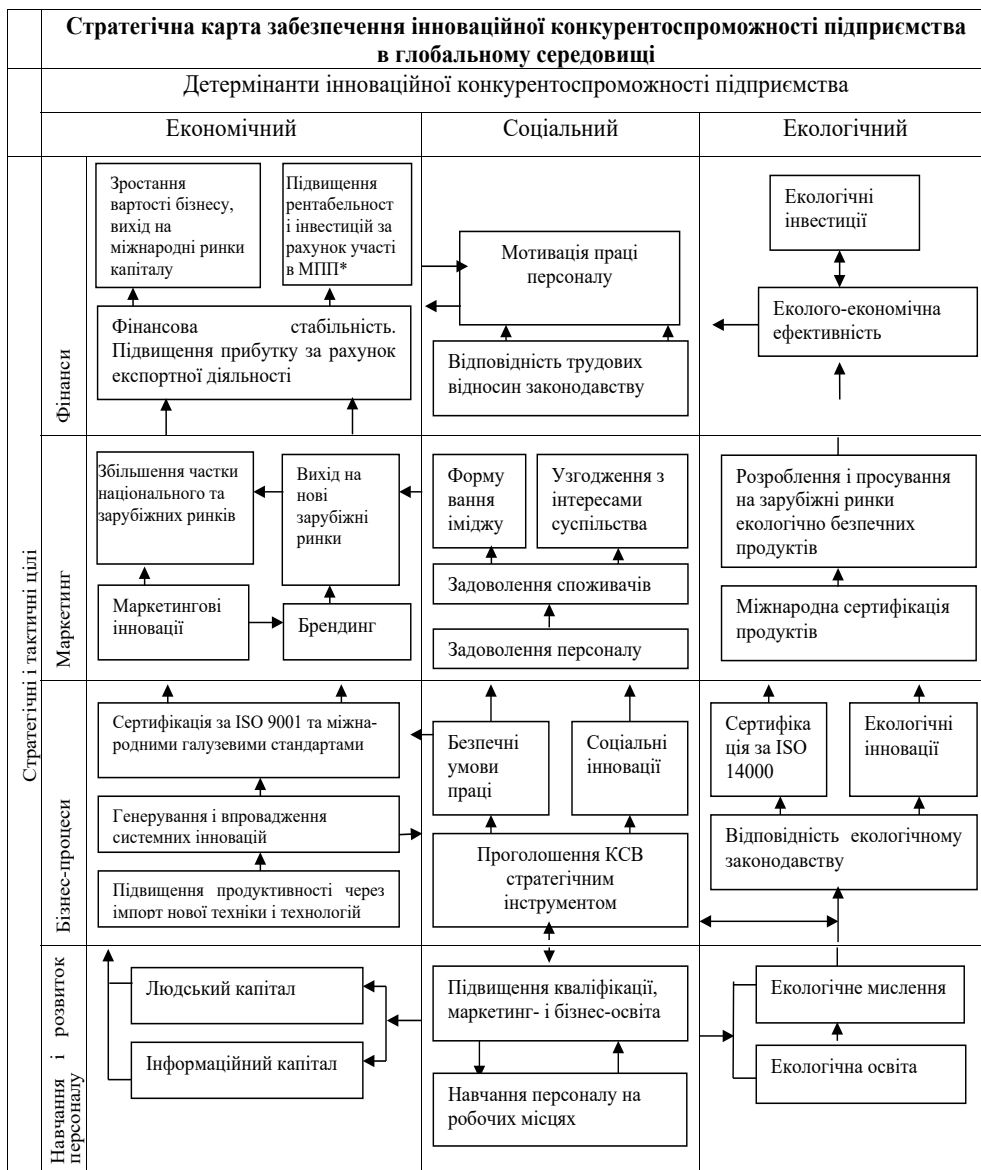 Стратегічна карта забезпечення інноваційної конкурентоспроможності підприємства
в глобальному середовищі
Детермінанти інноваційної конкурентоспроможності підприємства
Економічний
Соціальний
Екологічний
Стратегічні і тактичні цілі
Фінанси
Зростання
вартості бізнесу,
вихід на
міжнародні ринки
капіталу
Підвищення
рентабельност
і інвестицій за
рахунок участі
в МПП*
Фінансова стабільність.
Підвищення прибутку за рахунок
експортної діяльності
Мотивація праці
персоналу
Відповідність трудових
відносин законодавству
Екологічні
інвестиції
Еколого-економічна
ефективність
Маркетинг
Збільшення частки
національного та
зарубіжних ринків
Вихід на
нові
зарубіжні
ринки
Маркетингові
інновації
Брендинг
Форму
вання
іміджу
Узгодження з
інтересами
суспільства
Задоволення споживачів
Задоволення персоналу
Розроблення і просування
на зарубіжні ринки
екологічно безпечних
продуктів
Міжнародна сертифікація
продуктів
Бізнес-процеси
Сертифікація за ISO 9001 та міжна-
родними галузевими стандартами
Генерування і впровадження
системних інновацій
Підвищення продуктивності через
імпорт нової техніки і технологій
Безпечні
умови
праці
Соціальні
інновації
Проголошення КСВ
стратегічним
інструментом
Сертифіка
ція за ISO
14000
Екологічні
інновації
Відповідність екологічному
законодавству
Навчання і розвиток
персоналу
Людський капітал
Інформаційний капітал
Підвищення кваліфікації,
маркетинг- і бізнес-освіта
Навчання персоналу на
робочих місцях
Екологічне мислення
Екологічна освіта